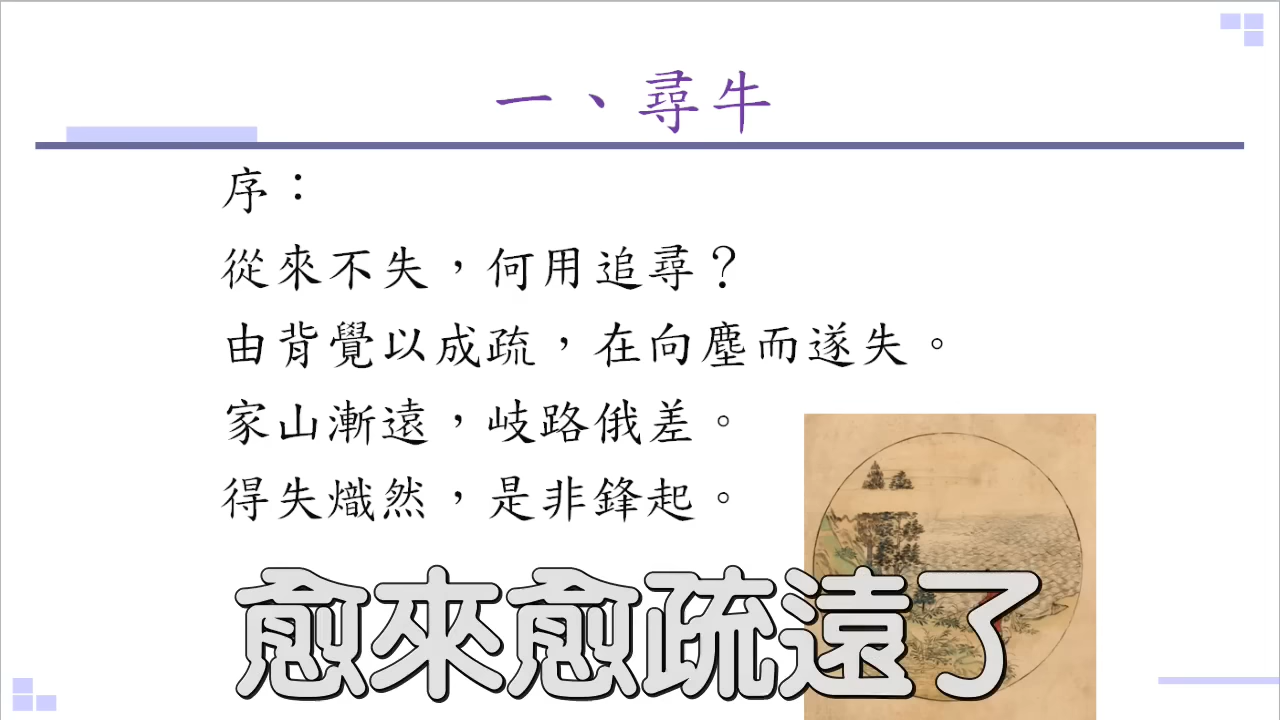 一、尋牛
序：
從來不失，何用追尋？
由背覺以成疏，在向塵而遂失。
家山漸遠，岐路俄差。
得失熾然，是非鋒起。
愈來愈疏遠了